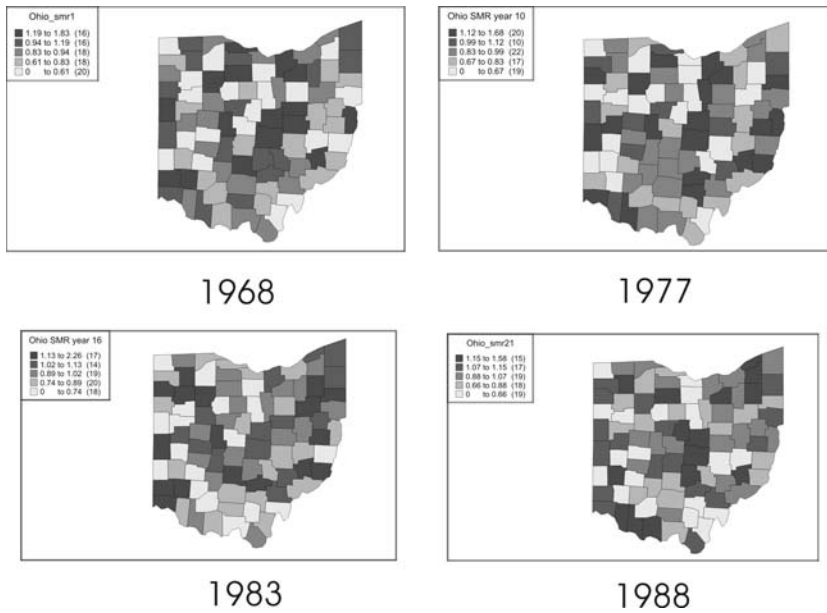 Ohio_smr1
1.19 to 1.83 (16)
0.94 to 1.19 (16)
0.83 to 0.94 (18)
0.61 to 0.83 (18)
0 to 0.61 (20)
1968
Ohio SMR year 10
1.12 to 1.68 (20)
0.99 to 1.12 (10)
0.83 to 0.99 (22)
0.67 to 0.83 (17)
0 to 0.67 (19)
1977
Ohio SMR year 16
1.13 to 2.26 (17)
1.02 to 1.13 (14)
0.89 to 1.02 (19)
0.74 to 0.89 (20)
0 to 0.74 (18)
1983
Ohio_smr21
1.15 to 1.58 (15)
1.07 to 1.15 (17)
0.88 to 1.07 (19)
0.66 to 0.88 (18)
0 to 0.66 (19)
1988